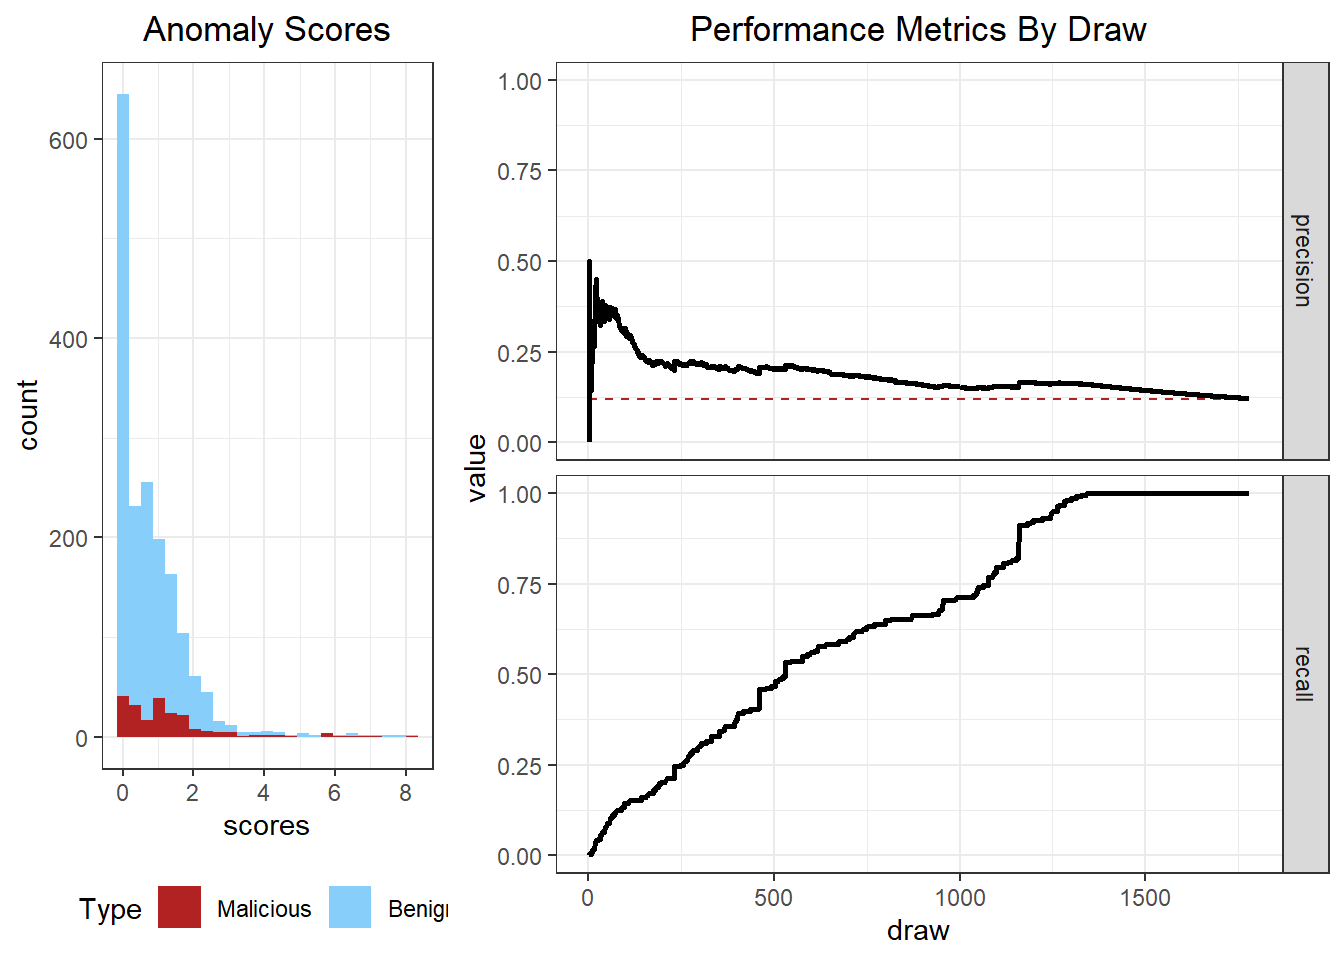 Anomaly Scores
600
400
200
0
count
0 2 4 6 8
scores
Type Malicious Benign
Performance Metrics By Draw
1.00
0.75
0.50
0.25
0.00
precision
value
1.00
0.75
0.50
0.25
0.00
recall
0 500 1000 1500
draw